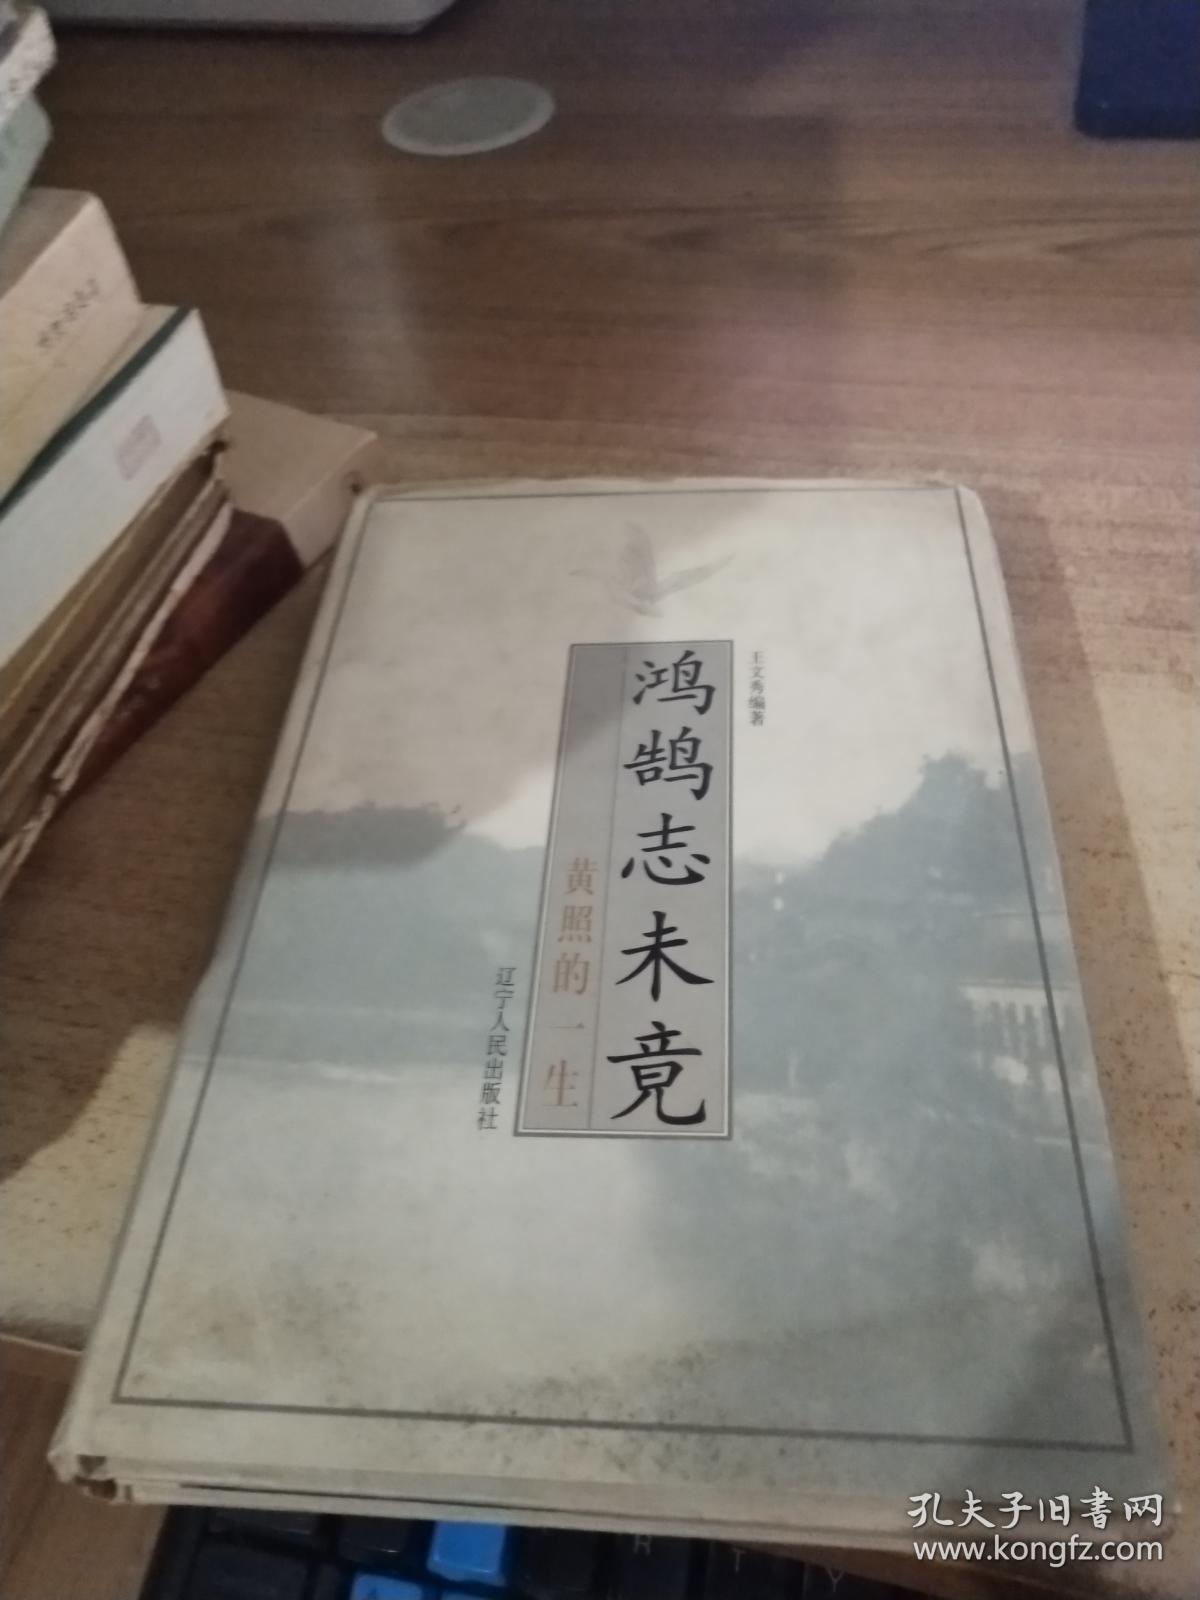 王文秀编著
鸿鹄志未竟
黄照的一生
辽宁人民出版社
R
T
Y
孔夫子旧书网
www.kongfz.com